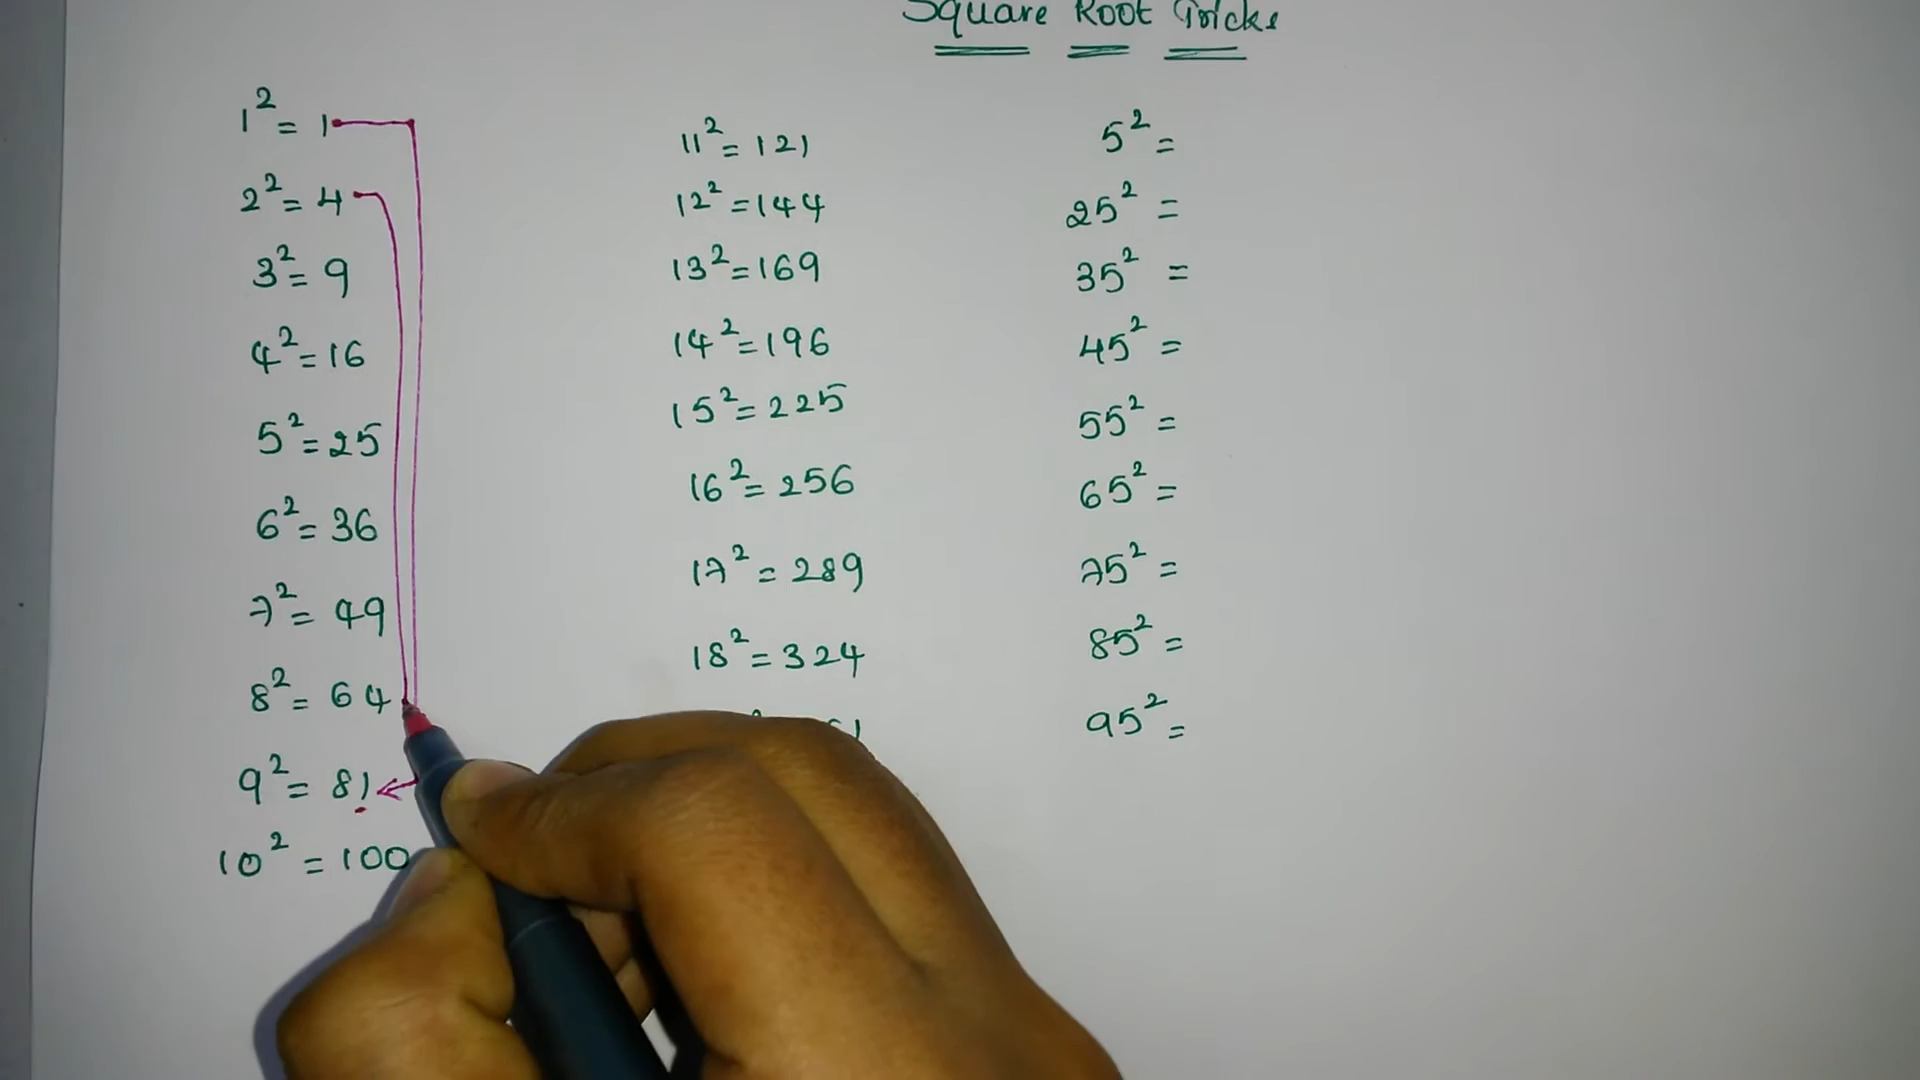 Square Root Tricks
1² = 1
2² = 4
3² = 9
4² = 16
5² = 25
6² = 36
7² = 49
8² = 64
9² = 81
10² = 100
11² = 121
12² = 144
13² = 169
14² = 196
15² = 225
16² = 256
17² = 289
18² = 324
5² =
25² =
35² =
45² =
55² =
65² =
75² =
85² =
95² =